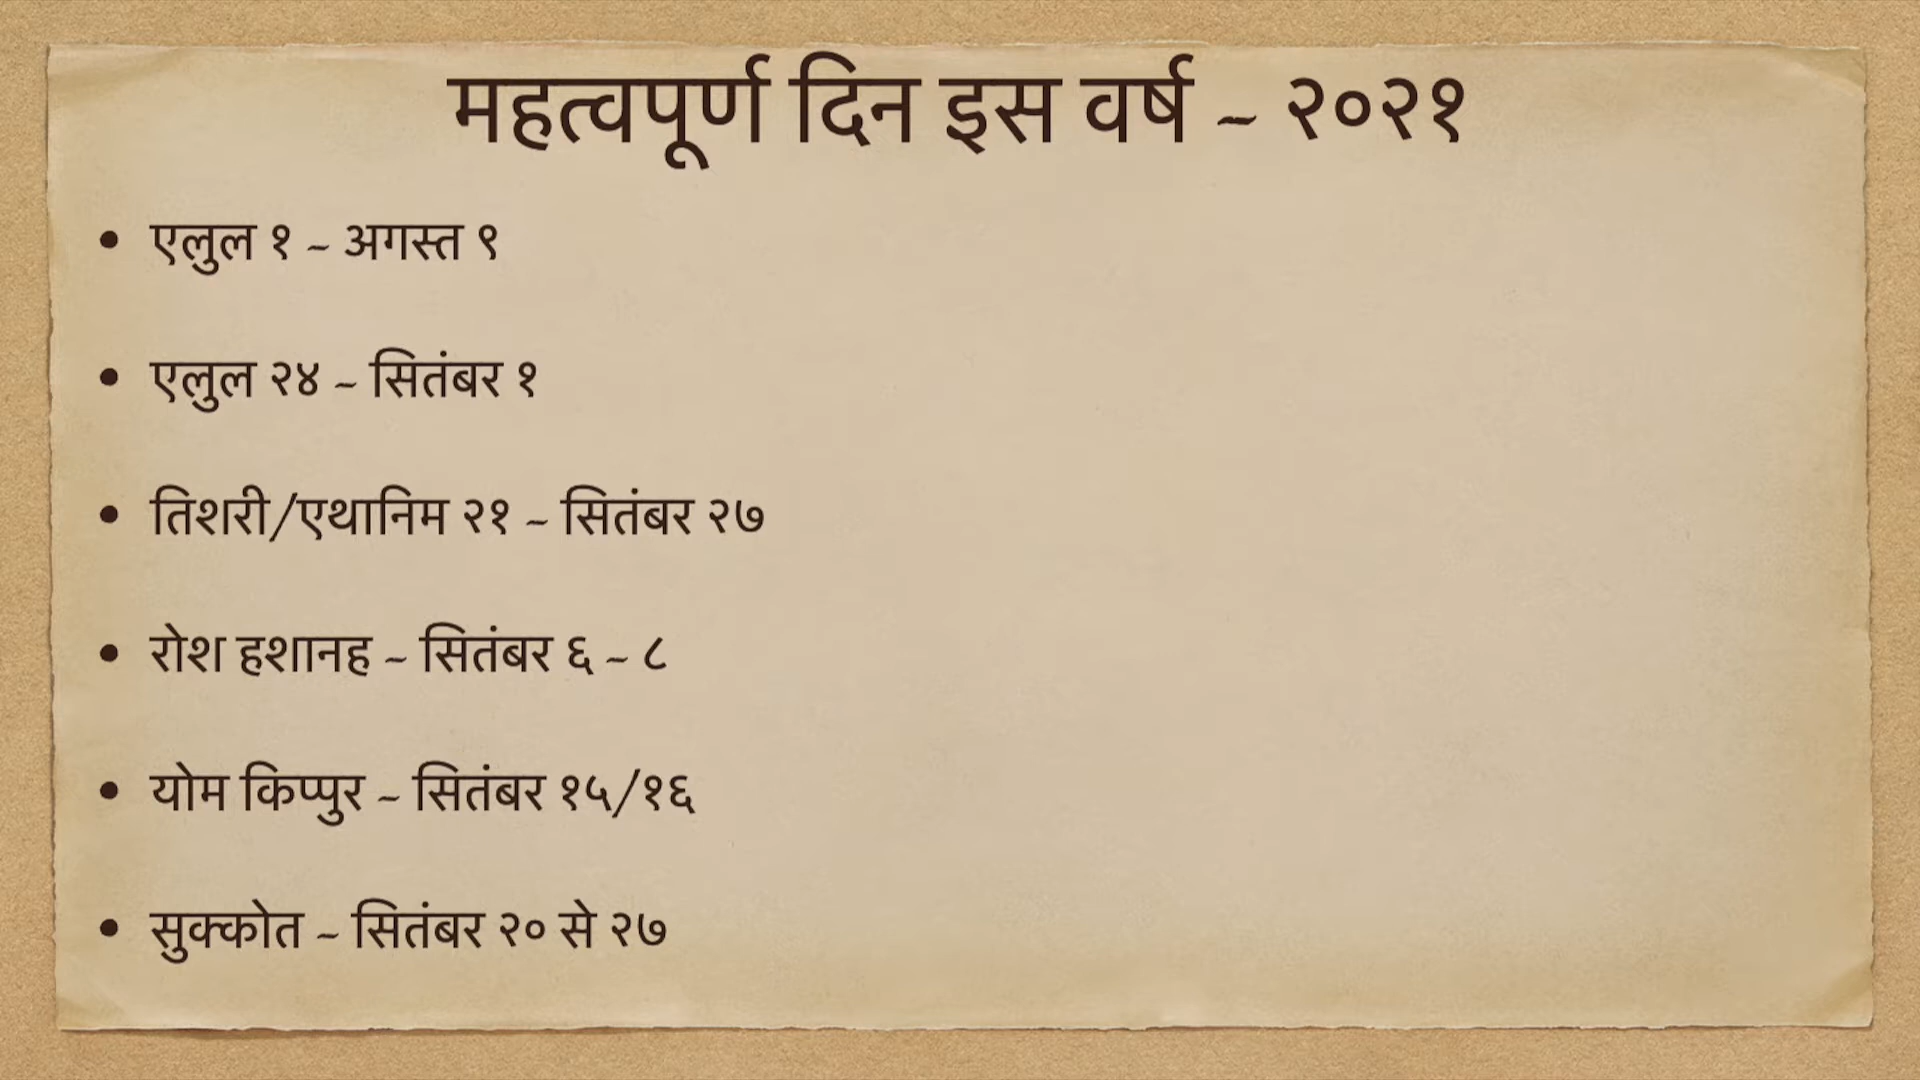 महत्वपूर्ण दिन इस वर्ष ~ २०२१
• एलुल १ ~ अगस्त ९
• एलुल २४ ~ सितंबर १
• तिशरी/एथानिम २१ ~ सितंबर २७
• रोश हशानह ~ सितंबर ६ ~ ८
• योम किप्पुर ~ सितंबर १५/१६
• सुक्कोत ~ सितंबर २० से २७